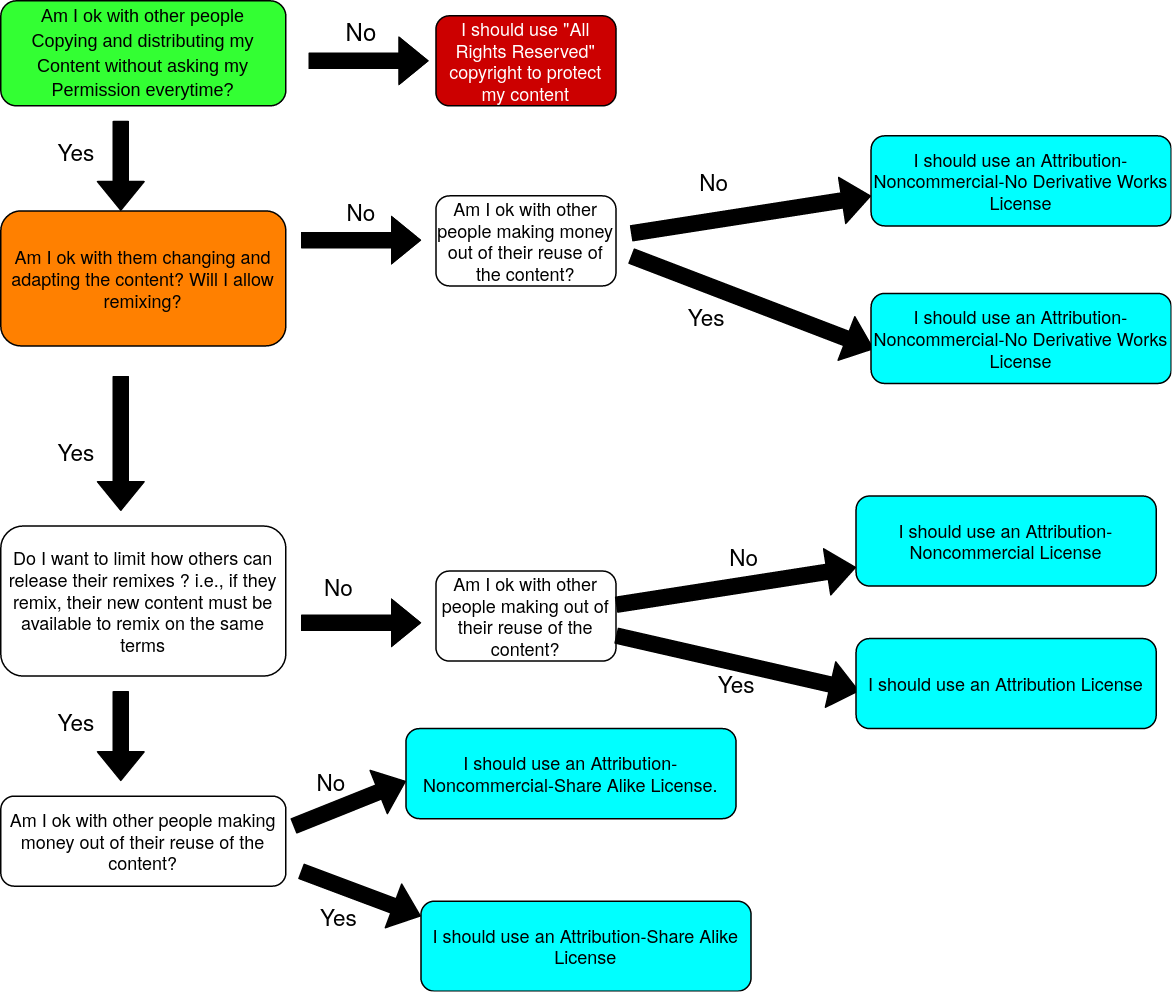 Am I ok with other people
Copying and distributing my
Content without asking my
Permission everytime?
No
I should use "All
Rights Reserved"
copyright to protect
my content
Yes
Am I ok with them changing and
adapting the content? Will I allow
remixing?
No
Am I ok with other
people making money
out of their reuse of
the content?
No
I should use an Attribution-
Noncommercial-No Derivative Works
License
Yes
I should use an Attribution-
Noncommercial-No Derivative Works
License
Yes
Do I want to limit how others can
release their remixes ? i.e., if they
remix, their new content must be
available to remix on the same
terms
No
Am I ok with other
people making out of
their reuse of the
content?
No
I should use an Attribution-
Noncommercial License
Yes
I should use an Attribution License
Yes
Am I ok with other people making
money out of their reuse of the
content?
No
I should use an Attribution-
Noncommercial-Share Alike License.
Yes
I should use an Attribution-Share Alike
License